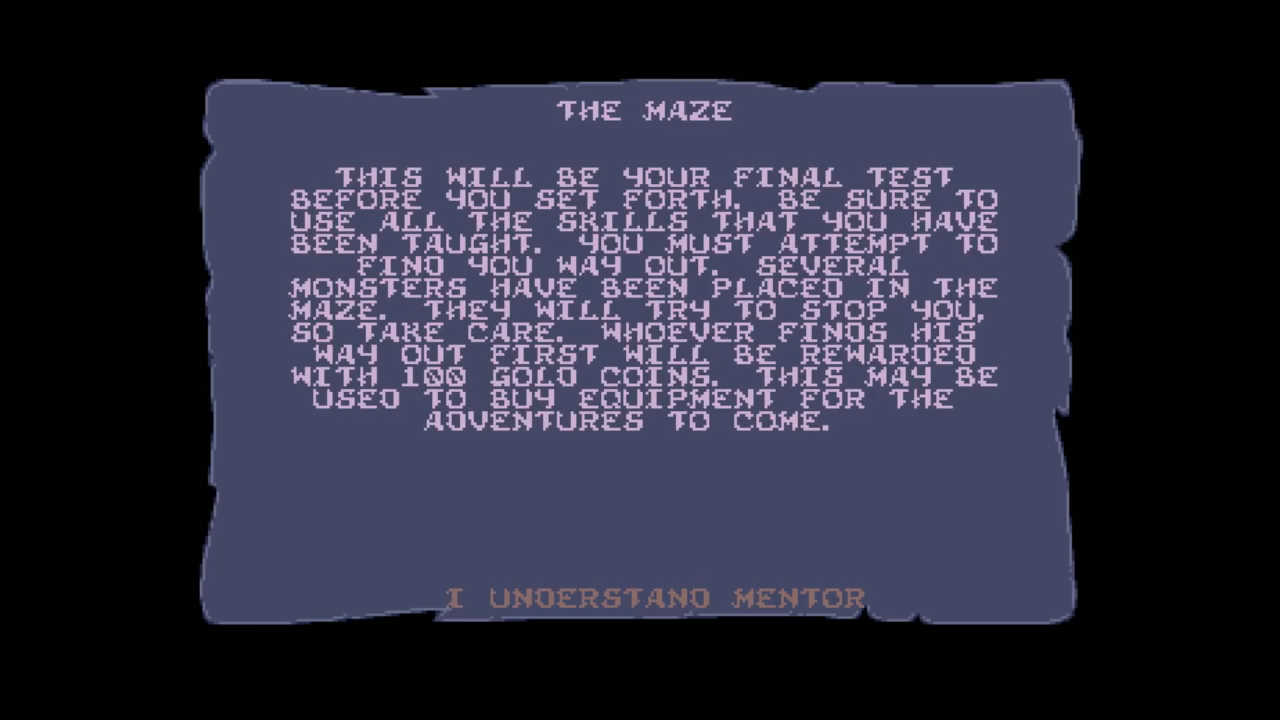 THE MAZE
THIS WILL BE YOUR FINAL TEST
BEFORE YOU SET FORTH. BE SURE TO
USE ALL THE SKILLS THAT YOU HAVE
BEEN TAUGHT. YOU MUST ATTEMPT TO
FIND YOU WAY OUT. SEVERAL
MONSTERS HAVE BEEN PLACED IN THE
MAZE. THEY WILL TRY TO STOP YOU,
SO TAKE CARE. WHOEVER FINDS HIS
WAY OUT FIRST WILL BE REWARDED
WITH 100 GOLD COINS. THIS MAY BE
USED TO BUY EQUIPMENT FOR THE
ADVENTURES TO COME.
I UNDERSTAND MENTOR